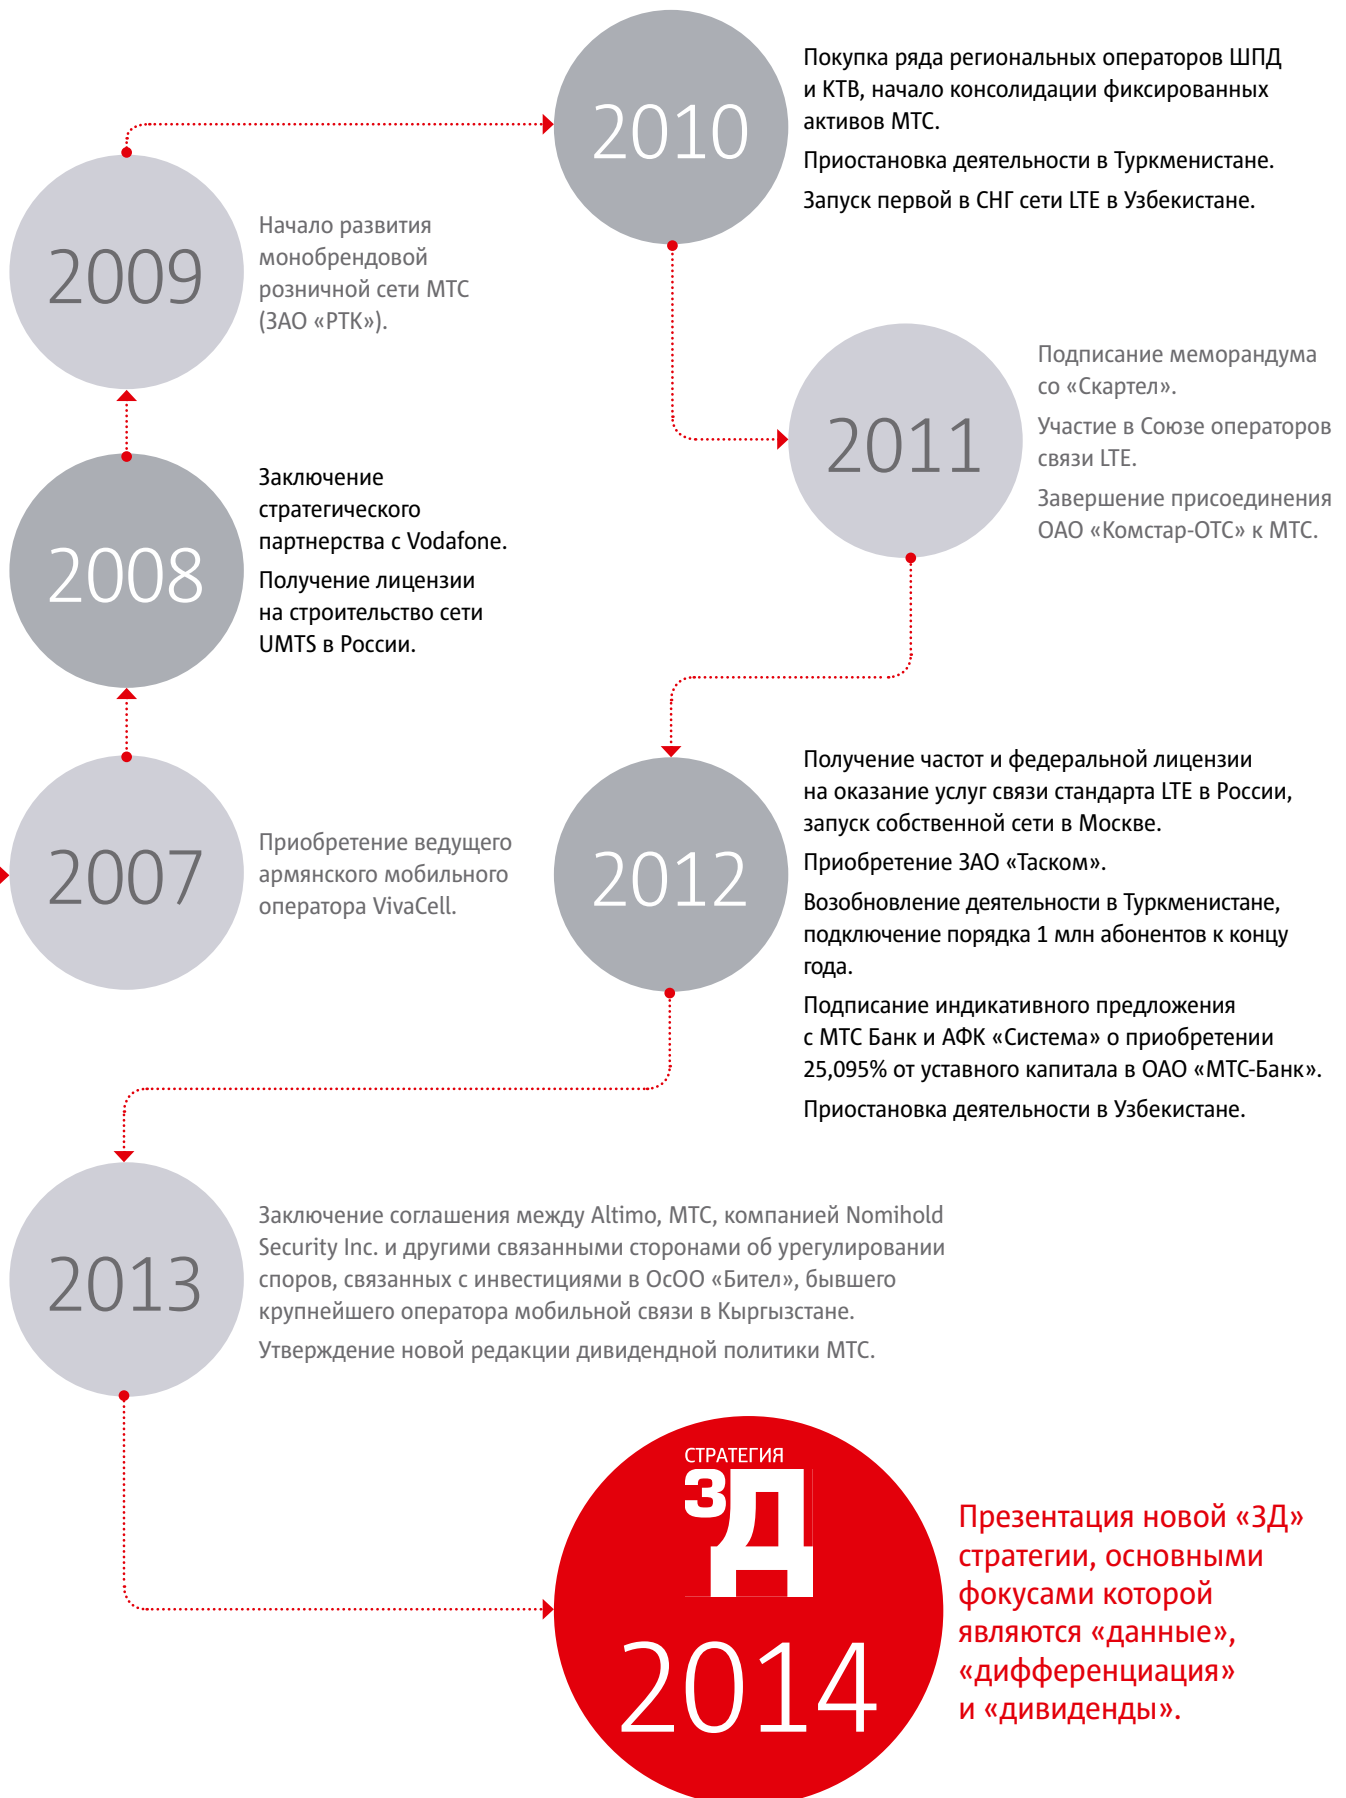 2010
Покупка ряда региональных операторов ШПД
и КТВ, начало консолидации фиксированных
активов МТС.
Приостановка деятельности в Туркменистане.
Запуск первой в СНГ сети LTE в Узбекистане.
2009
Начало развития
монобрендовой
розничной сети МТС
(ЗАО «РТК»).
2011
Подписание меморандума
со «Скартел».
Участие в Союзе операторов
связи LTE.
Завершение присоединения
ОАО «Комстар-ОТС» к МТС.
2008
Заключение
стратегического
партнерства с Vodafone.
Получение лицензии
на строительство сети
UMTS в России.
2007
Приобретение ведущего
армянского мобильного
оператора VivaCell.
2012
Получение частот и федеральной лицензии
на оказание услуг связи стандарта LTE в России,
запуск собственной сети в Москве.
Приобретение ЗАО «Таском».
Возобновление деятельности в Туркменистане,
подключение порядка 1 млн абонентов к концу
года.
Подписание индикативного предложения
с МТС Банк и АФК «Система» о приобретении
25,095% от уставного капитала в ОАО «МТС-Банк».
Приостановка деятельности в Узбекистане.
2013
Заключение соглашения между Altimo, МТС, компанией Nomihold
Security Inc. и другими связанными сторонами об урегулировании
споров, связанных с инвестициями в ОсОО «Бител», бывшего
крупнейшего оператора мобильной связи в Кыргызстане.
Утверждение новой редакции дивидендной политики МТС.
СТРАТЕГИЯ
3Д
2014
Презентация новой «3Д»
стратегии, основными
фокусами которой
являются «данные»,
«дифференциация»
и «дивиденды».